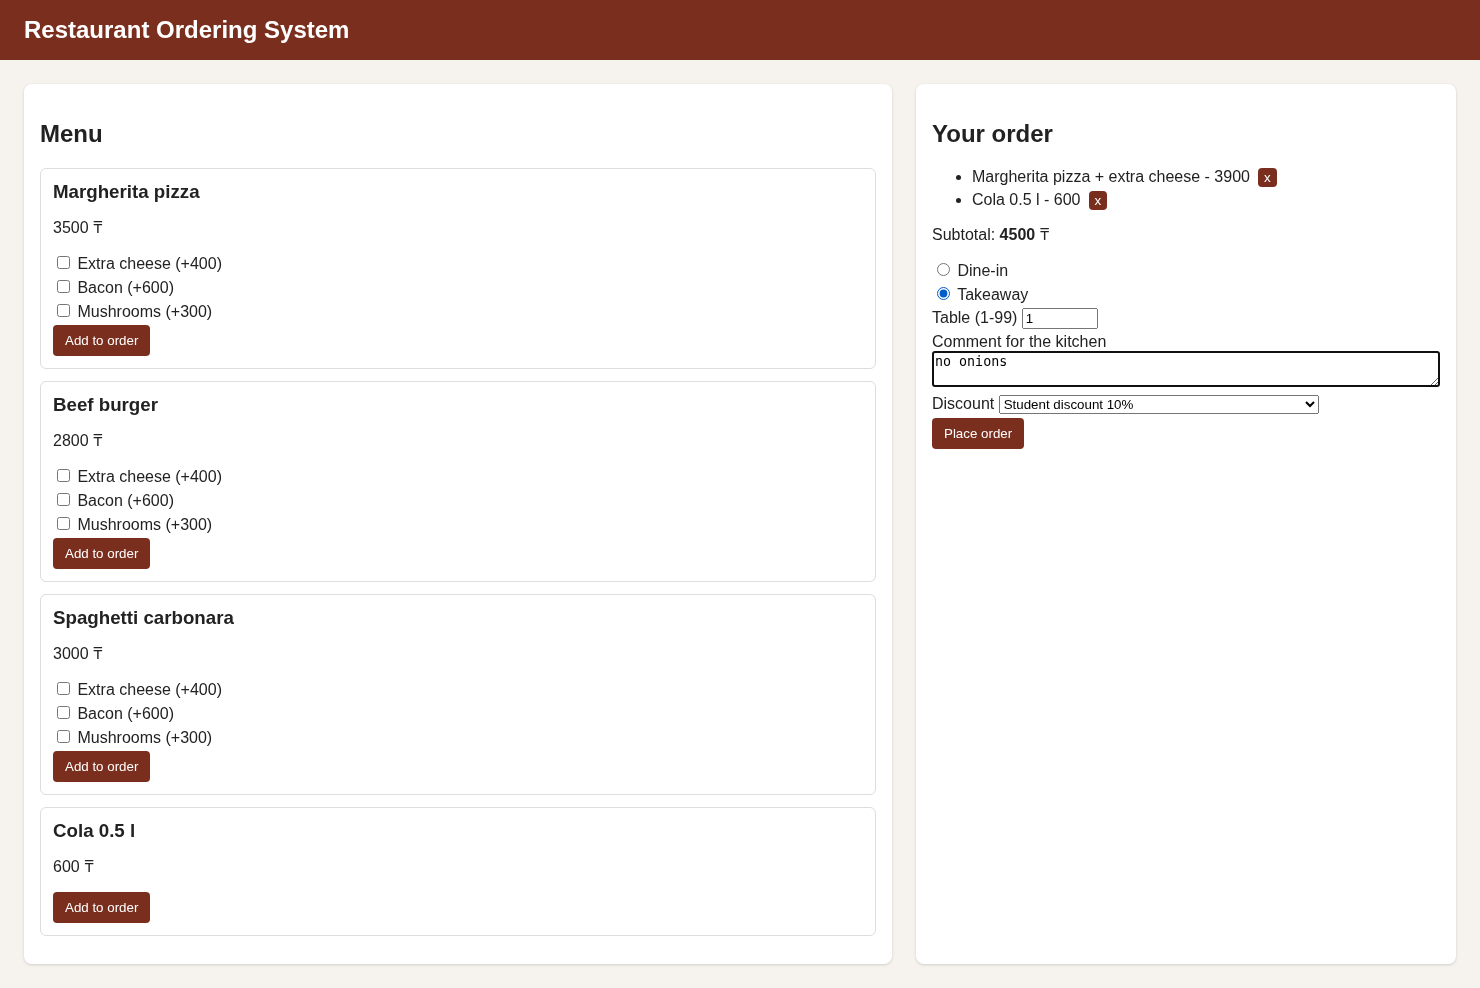 Restaurant Ordering System
Menu
Margherita pizza
3500 ₸
Extra cheese (+400)
Bacon (+600)
Mushrooms (+300)
Add to order
Beef burger
2800 ₸
Extra cheese (+400)
Bacon (+600)
Mushrooms (+300)
Add to order
Spaghetti carbonara
3000 ₸
Extra cheese (+400)
Bacon (+600)
Mushrooms (+300)
Add to order
Cola 0.5 l
600 ₸
Add to order
Your order
Margherita pizza + extra cheese - 3900 x
Cola 0.5 l - 600 x
Subtotal: 4500 ₸
Dine-in
Takeaway
Table (1-99) 1
Comment for the kitchen
no onions
Discount Student discount 10%
Place order